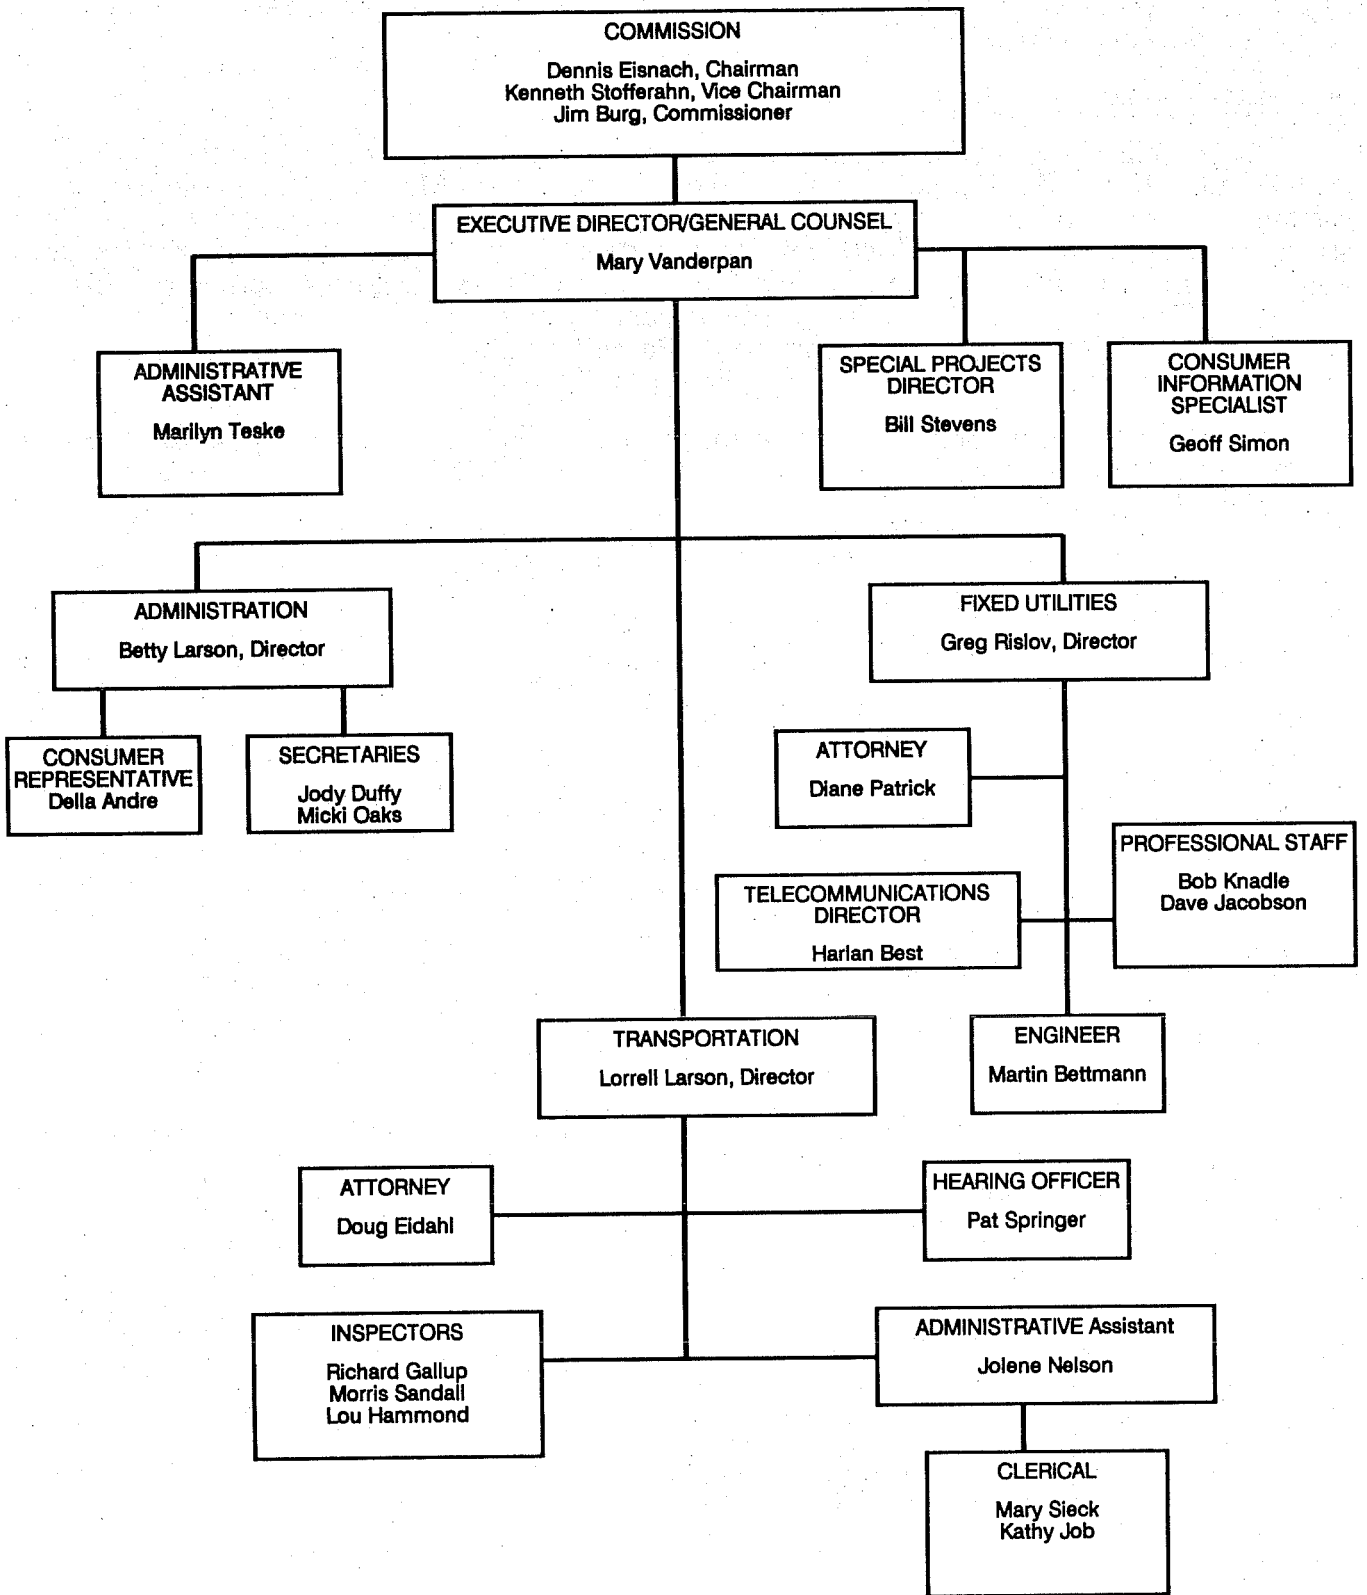 COMMISSION
Dennis Eisnach, Chairman
Kenneth Stofferahn, Vice Chairman
Jim Burg, Commissioner
EXECUTIVE DIRECTOR/GENERAL COUNSEL
Mary Vanderpan
ADMINISTRATIVE
ASSISTANT
Marilyn Teske
SPECIAL PROJECTS
DIRECTOR
Bill Stevens
CONSUMER
INFORMATION
SPECIALIST
Geoff Simon
ADMINISTRATION
Betty Larson, Director
FIXED UTILITIES
Greg Rislov, Director
CONSUMER
REPRESENTATIVE
Della Andre
SECRETARIES
Jody Duffy
Micki Oaks
ATTORNEY
Diane Patrick
PROFESSIONAL STAFF
Bob Knadle
Dave Jacobson
TELECOMMUNICATIONS
DIRECTOR
Harlan Best
TRANSPORTATION
Lorrell Larson, Director
ENGINEER
Martin Bettmann
ATTORNEY
Doug Eidahl
HEARING OFFICER
Pat Springer
INSPECTORS
Richard Gallup
Morris Sandall
Lou Hammond
ADMINISTRATIVE Assistant
Jolene Nelson
CLERICAL
Mary Sieck
Kathy Job